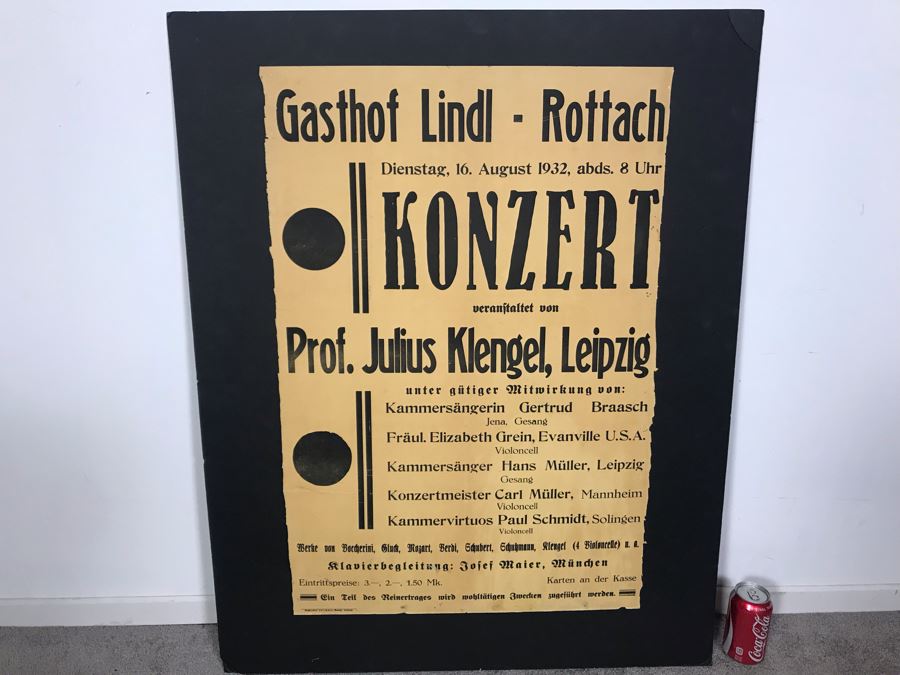 Gasthof Lindl - Rottach
Dienstag, 16. August 1932, abds. 8 Uhr
KONZERT
veranstaltet von
Prof. Julius Klengel, Leipzig
unter gütiger Mitwirkung von:
Kammersängerin Gertrud Braasch
Jena, Gesang
Fräul. Elizabeth Grein, Evanville U.S.A.
Violoncell
Kammersänger Hans Müller, Leipzig
Gesang
Konzertmeister Carl Müller, Mannheim
Violoncell
Kammervirtuos Paul Schmidt, Solingen
Violoncell
Werke von Boccherini, Gluck, Mozart, Verdi, Schubert, Schuhmann, Klengel (4 Violoncelle) u. a.
Klavierbegleitung: Josef Maier, München
Eintrittspreise: 3.—, 2.—, 1.50 Mk. Karten an der Kasse
Ein Teil des Reinertrages wird wohltätigen Zwecken zugeführt werden.
Coca-Cola